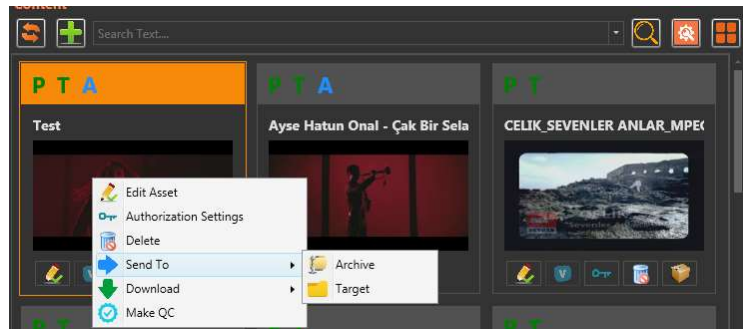 Content
Search Text....
P T A
P T A
P T
Test
Ayse Hatun Onal - Çak Bir Sela
CELIK_SEVENLER ANLAR_MPEG
Edit Asset
Authorization Settings
Delete
Send To
Archive
Download
Target
Make QC
V
V
P T
P T